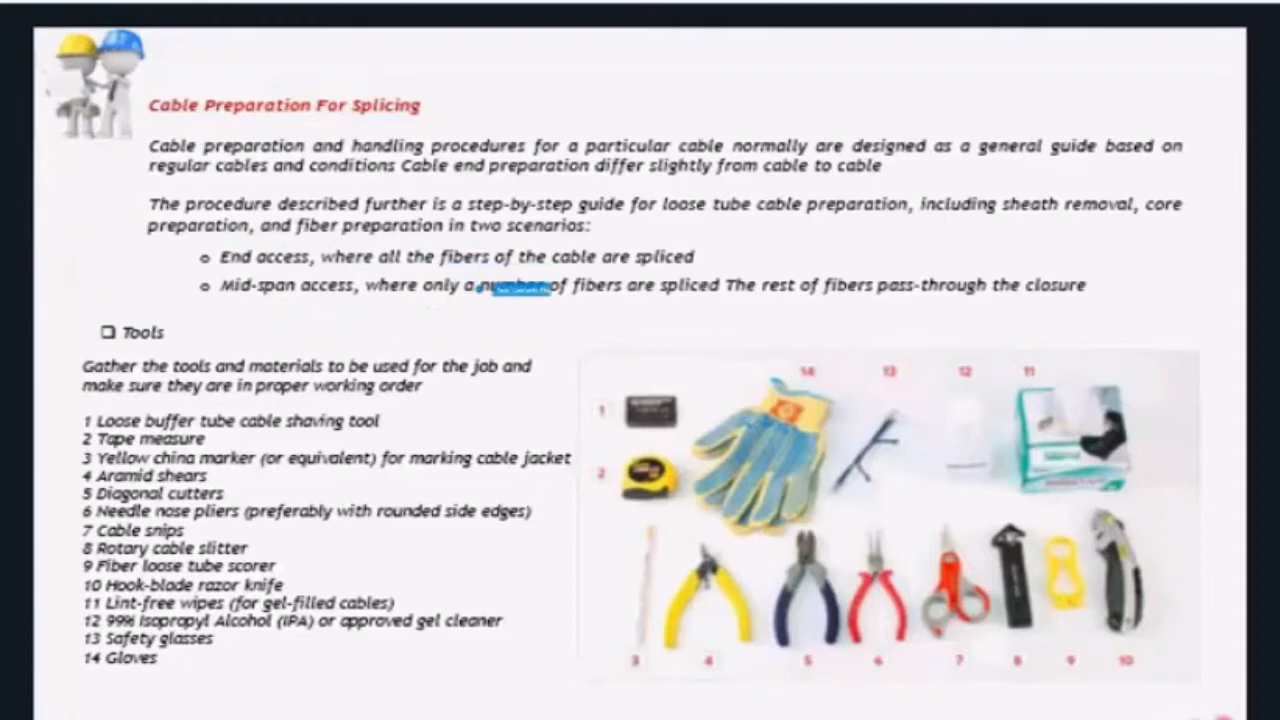 Cable Preparation For Splicing
Cable preparation and handling procedures for a particular cable normally are designed as a general guide based on
regular cables and conditions Cable end preparation differ slightly from cable to cable
The procedure described further is a step-by-step guide for loose tube cable preparation, including sheath removal, core
preparation, and fiber preparation in two scenarios:
o End access, where all the fibers of the cable are spliced
o Mid-span access, where only a number of fibers are spliced The rest of fibers pass-through the closure
❑ Tools
Gather the tools and materials to be used for the job and
make sure they are in proper working order
1 Loose buffer tube cable shaving tool
2 Tape measure
3 Yellow china marker (or equivalent) for marking cable jacket
4 Aramid shears
5 Diagonal cutters
6 Needle nose pliers (preferably with rounded side edges)
7 Cable snips
8 Rotary cable slitter
9 Fiber loose tube scorer
10 Hook-blade razor knife
11 Lint-free wipes (for gel-filled cables)
12 99% Isopropyl Alcohol (IPA) or approved gel cleaner
13 Safety glasses
14 Gloves
14 13 12 11
1
2
3 4 5 6 7 8 9 10